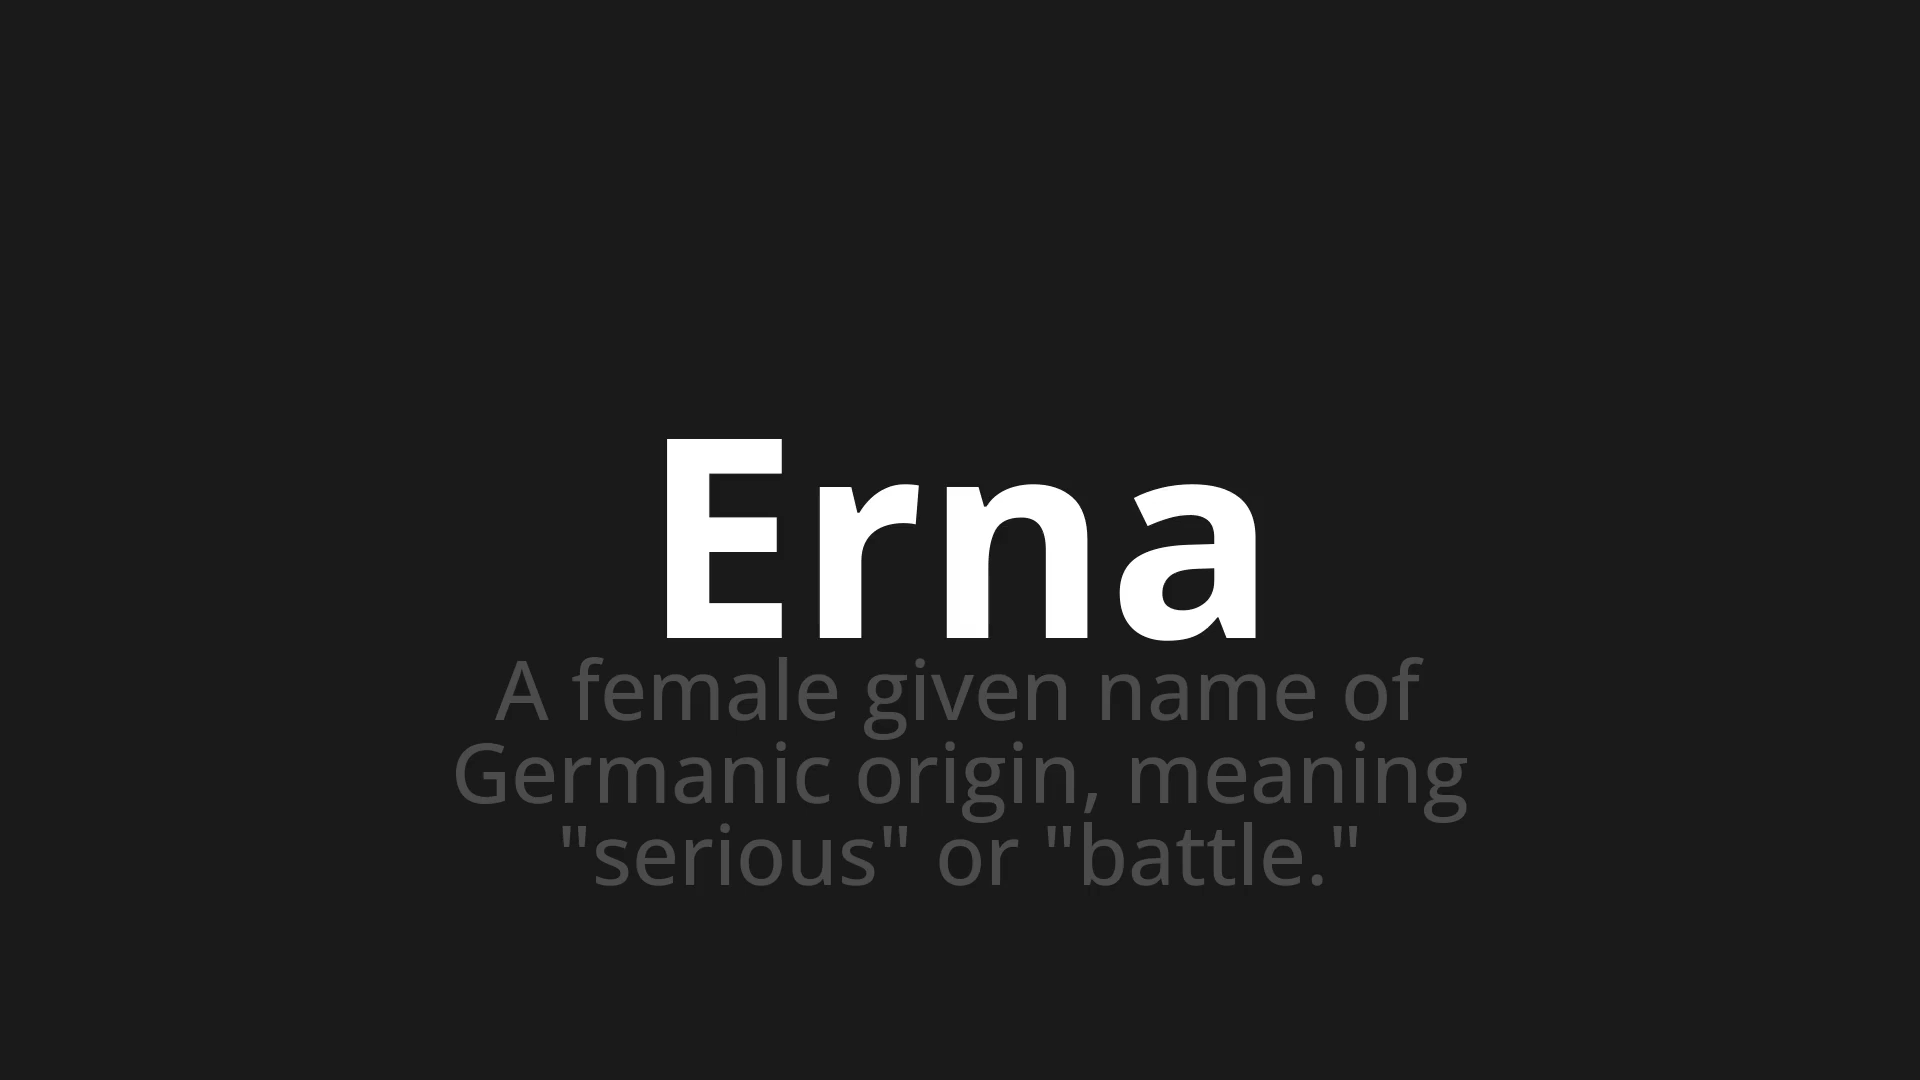 Erna
A female given name of
Germanic origin, meaning
"serious" or "battle."